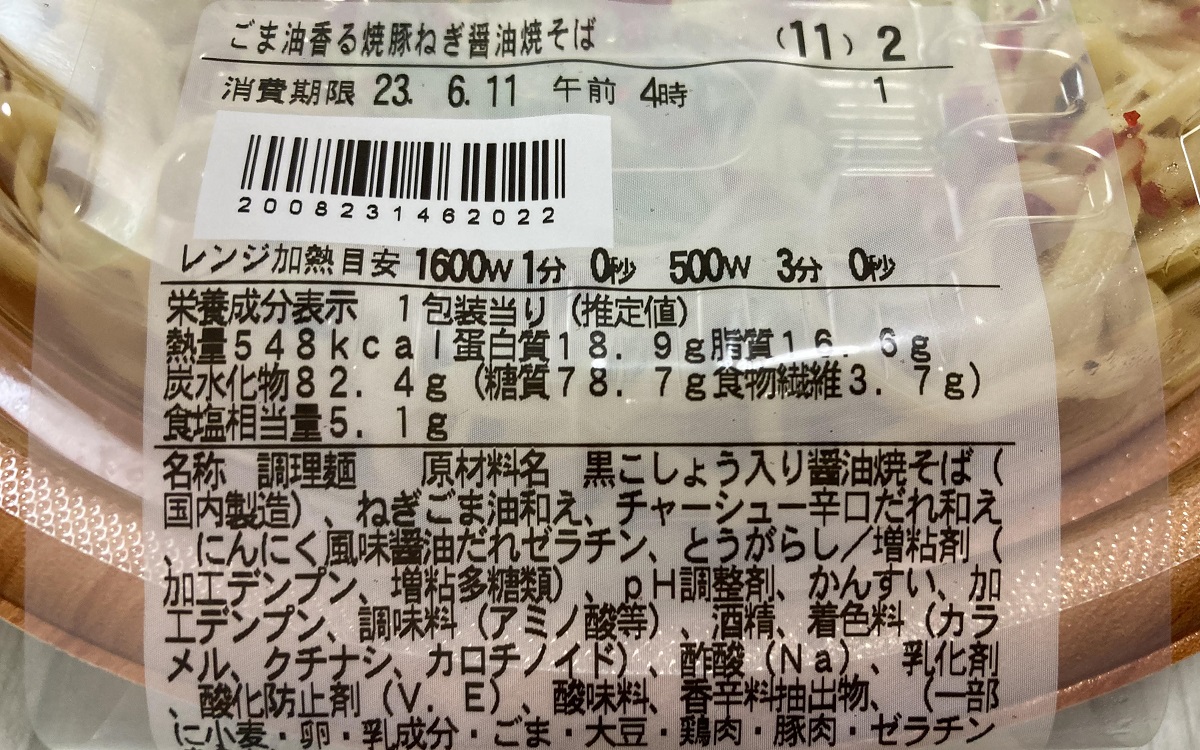 ごま油香る焼豚ねぎ醤油焼そば (11) 2
消費期限 23. 6. 11 午前 4時 1
2008231462022
レンジ加熱目安 1600W 1分 0秒 500W 3分 0秒
栄養成分表示 1包装当り(推定値)
熱量548kcal蛋白質18.9g脂質16.6g
炭水化物82.4g(糖質78.7g食物繊維3.7g)
食塩相当量5.1g
名称 調理麺 原材料名 黒こしょう入り醤油焼そば(
国内製造)、ねぎごま油和え、チャーシュー辛口だれ和え
、にんにく風味醤油だれゼラチン、とうがらし/増粘剤(
加工デンプン、増粘多糖類)、pH調整剤、かんすい、加
工デンプン、調味料(アミノ酸等)、酒精、着色料(カラ
メル、クチナシ、カロチノイド)、酢酸(Na)、乳化剤
、酸化防止剤(V.E)、酸味料、香辛料抽出物、(一部
に小麦・卵・乳成分・ごま・大豆・鶏肉・豚肉・ゼラチン